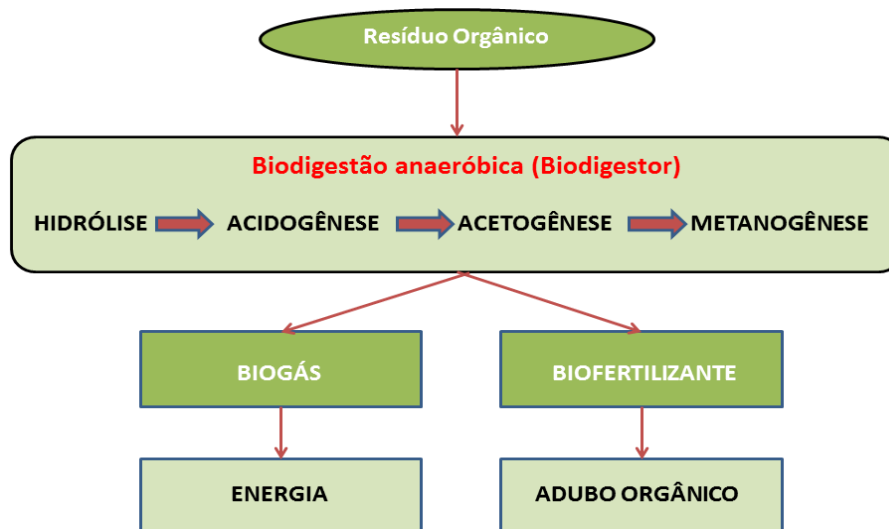 Resíduo Orgânico
Biodigestão anaeróbica (Biodigestor)
HIDRÓLISE ACIDOGÊNESE ACETOGÊNESE METANOGÊNESE
BIOGÁS BIOFERTILIZANTE
ENERGIA ADUBO ORGÂNICO